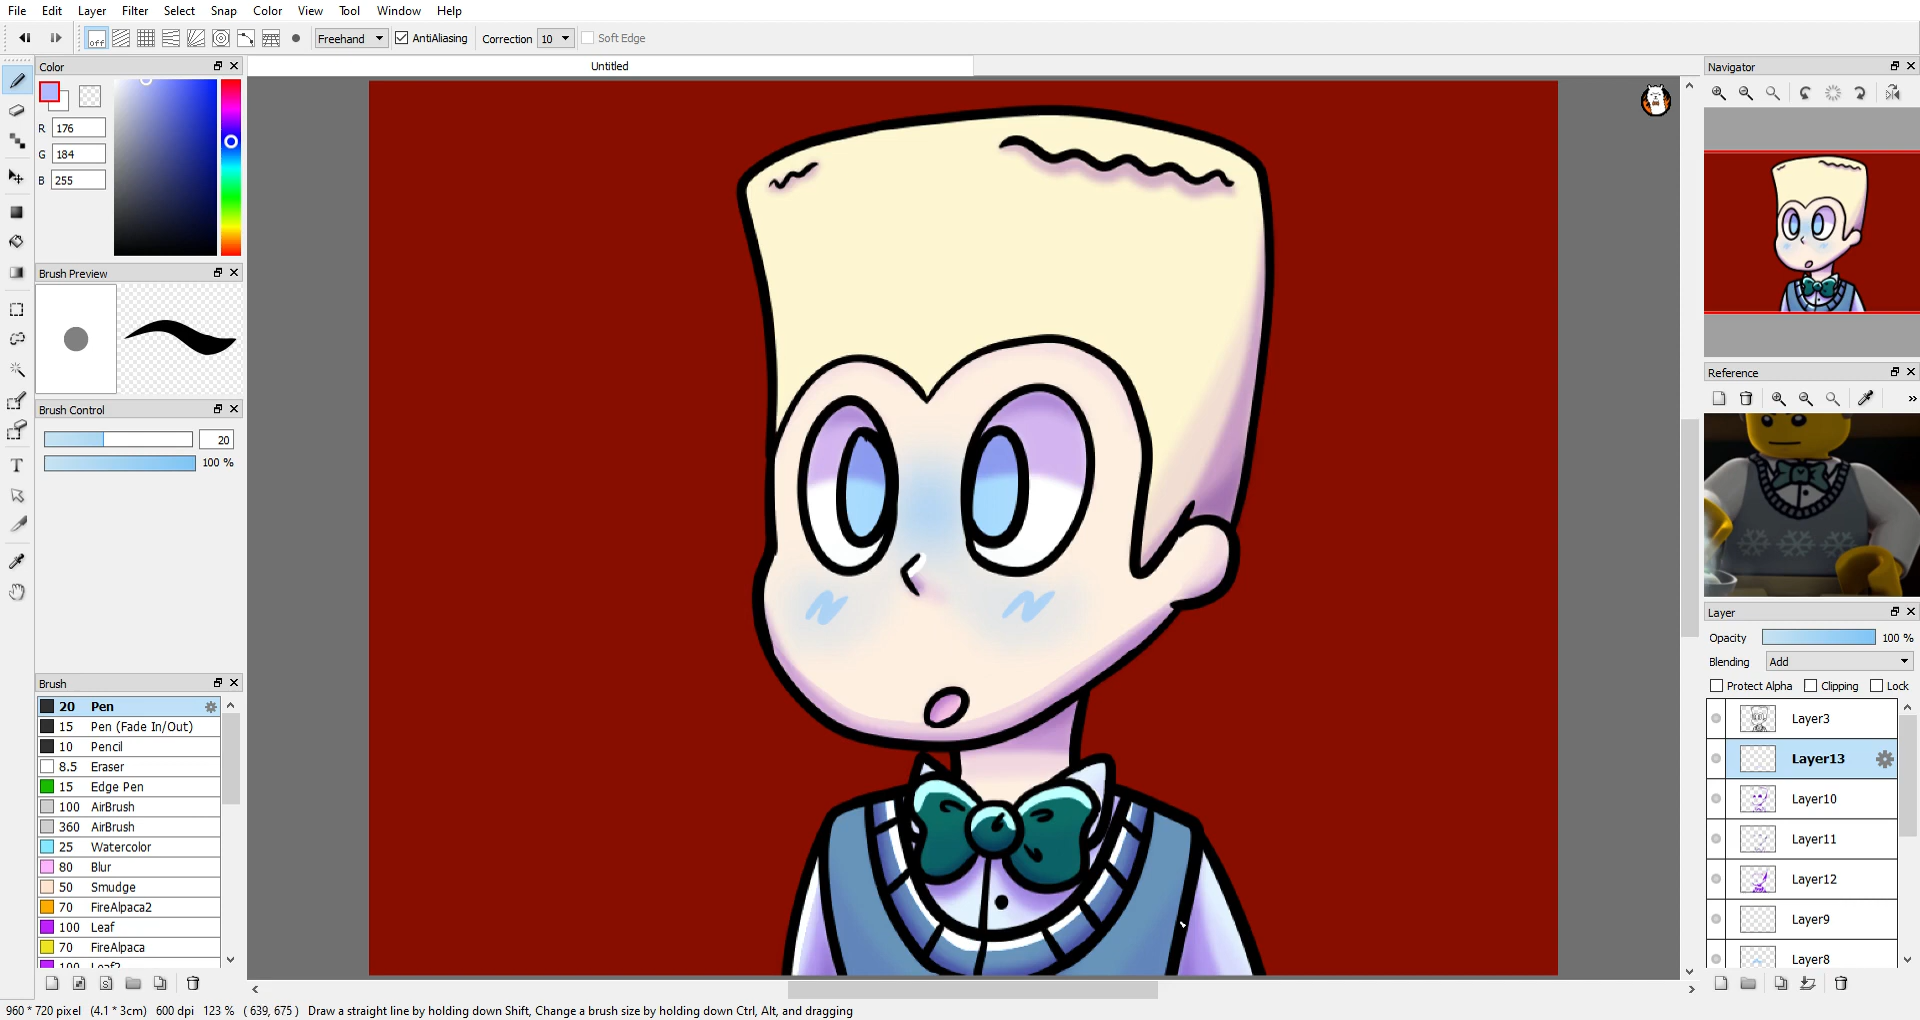 File Edit Layer Filter Select Snap Color View Tool Window Help
off Freehand AntiAliasing Correction 10 Soft Edge
Color
Untitled
Navigator
R 176
G 184
B 255
Brush Preview
Reference
Brush Control
20
100 %
Layer
Opacity 100 %
Blending Add
Protect Alpha Clipping Lock
Brush
20 Pen
15 Pen (Fade In/Out)
10 Pencil
8.5 Eraser
15 Edge Pen
100 AirBrush
360 AirBrush
25 Watercolor
80 Blur
50 Smudge
70 FireAlpaca2
100 Leaf
70 FireAlpaca
100 Leaf2
Layer3
Layer13
Layer10
Layer11
Layer12
Layer9
Layer8
960 * 720 pixel (4.1 * 3cm) 600 dpi 123 % ( 639, 675 ) Draw a straight line by holding down Shift, Change a brush size by holding down Ctrl, Alt, and dragging